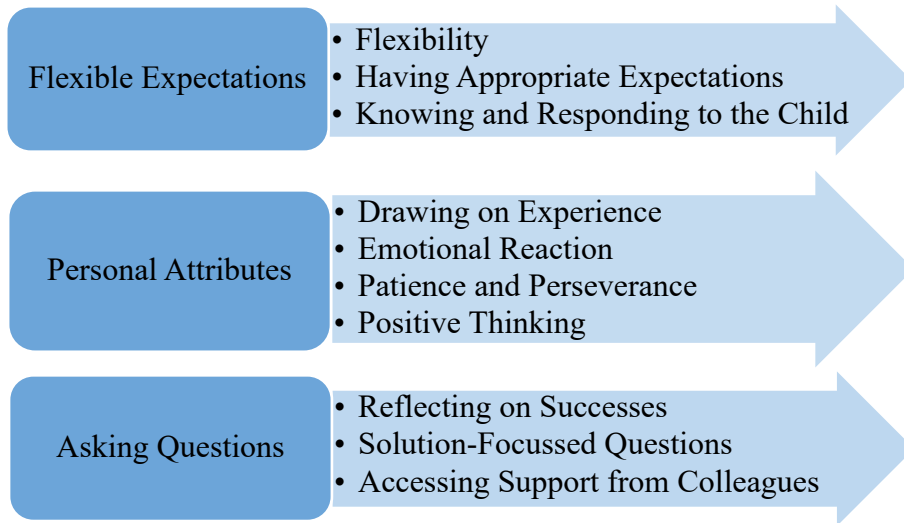 Flexible Expectations
• Flexibility
• Having Appropriate Expectations
• Knowing and Responding to the Child
Personal Attributes
• Drawing on Experience
• Emotional Reaction
• Patience and Perseverance
• Positive Thinking
Asking Questions
• Reflecting on Successes
• Solution-Focussed Questions
• Accessing Support from Colleagues